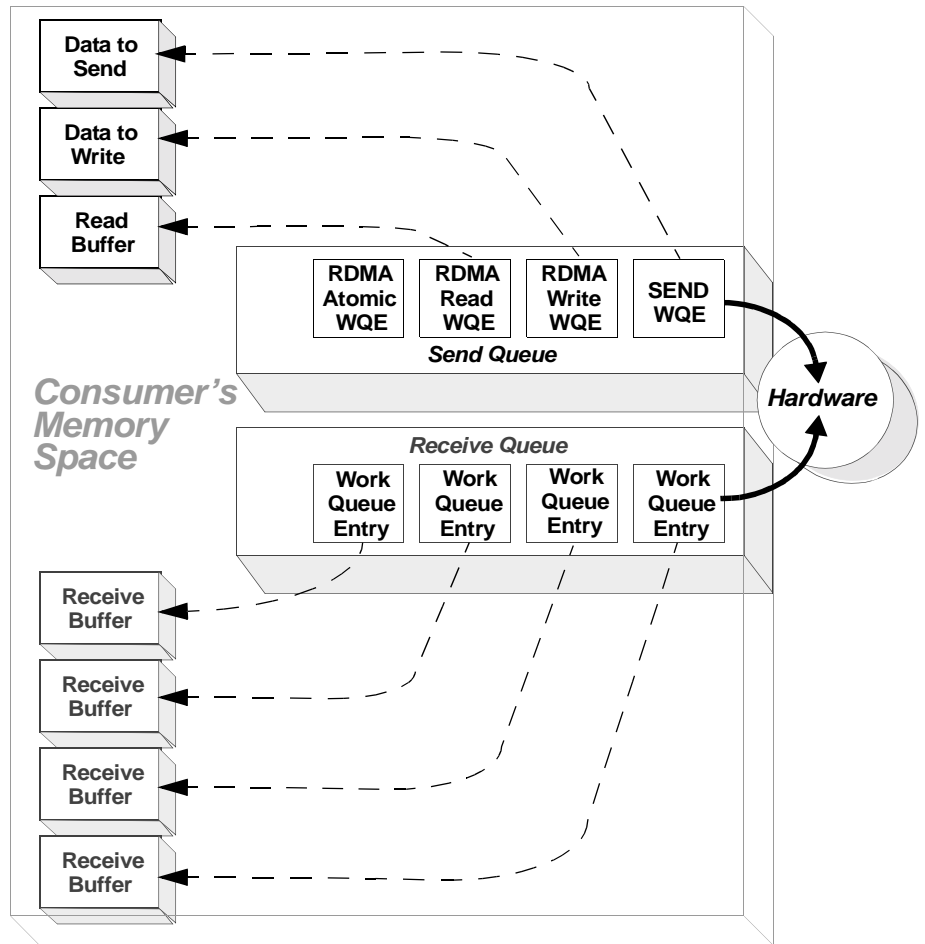 Data to
Send
Data to
Write
Read
Buffer
RDMA
Atomic
WQE
RDMA
Read
WQE
RDMA
Write
WQE
SEND
WQE
Send Queue
Hardware
Consumer’s
Memory
Space
Receive Queue
Work
Queue
Entry
Work
Queue
Entry
Work
Queue
Entry
Work
Queue
Entry
Receive
Buffer
Receive
Buffer
Receive
Buffer
Receive
Buffer